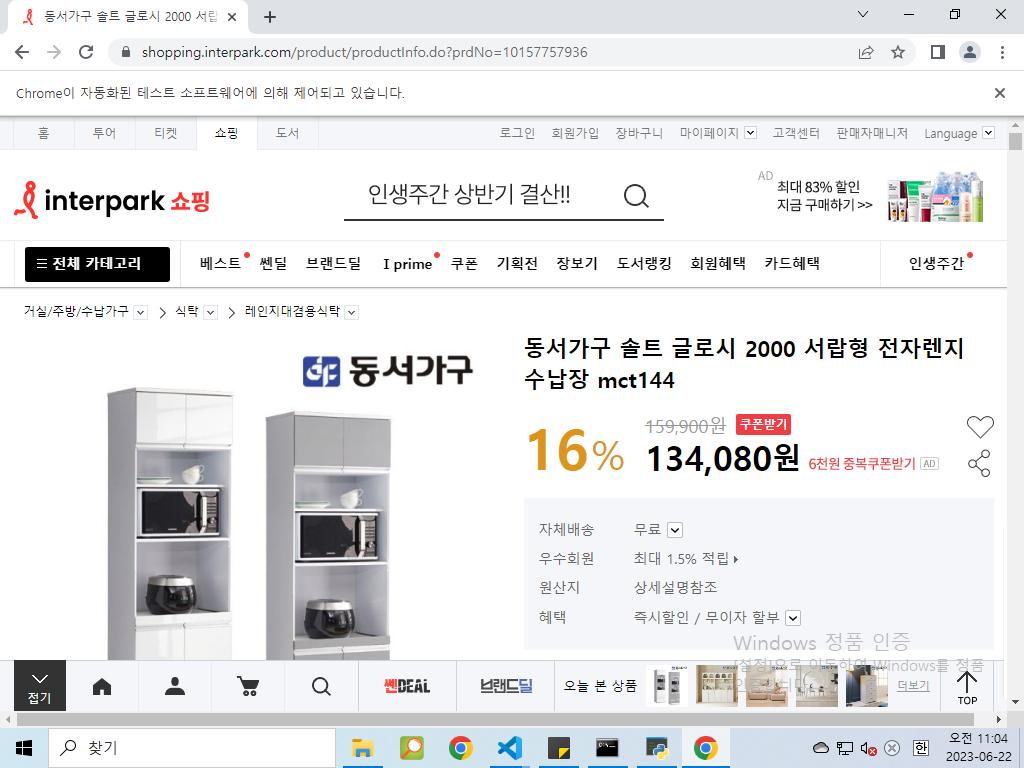 동서가구 솔트 글로시 2000 서랍
shopping.interpark.com/product/productInfo.do?prdNo=10157757936
Chrome이 자동화된 테스트 소프트웨어에 의해 제어되고 있습니다.
홈 투어 티켓 쇼핑 도서 로그인 회원가입 장바구니 마이페이지 고객센터 판매자매니저 Language
interpark 쇼핑
인생주간 상반기 결산!!
AD
최대 83% 할인
지금 구매하기 >>
전체 카테고리 베스트 쎈딜 브랜드딜 I prime 쿠폰 기획전 장보기 도서랭킹 회원혜택 카드혜택 인생주간
거실/주방/수납가구 > 식탁 > 레인지대겸용식탁
동서가구
동서가구 솔트 글로시 2000 서랍형 전자렌지
수납장 mct144
16%
159,900원 쿠폰받기
134,080원 6천원 중복쿠폰받기 AD
자체배송 무료
우수회원 최대 1.5% 적립
원산지 상세설명참조
혜택 즉시할인 / 무이자 할부
Windows 정품 인증
[설정]으로 이동하여 Windows를 정품
접기
쎈DEAL
브랜드딜
오늘 본 상품
더보기
TOP
찾기
한
오전 11:04
2023-06-22